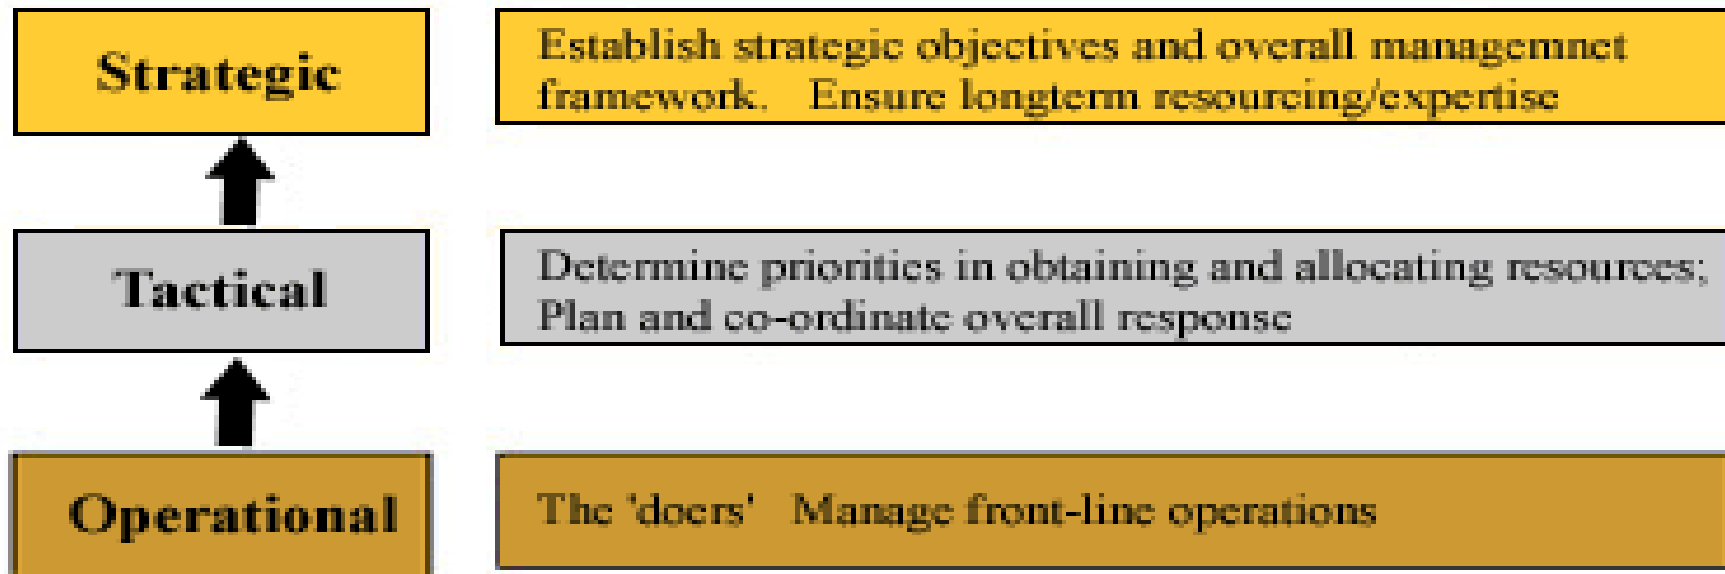 Strategic
Establish strategic objectives and overall managemnet
framework. Ensure longterm resourcing/expertise
Tactical
Determine priorities in obtaining and allocating resources;
Plan and co-ordinate overall response
Operational
The 'doers' Manage front-line operations